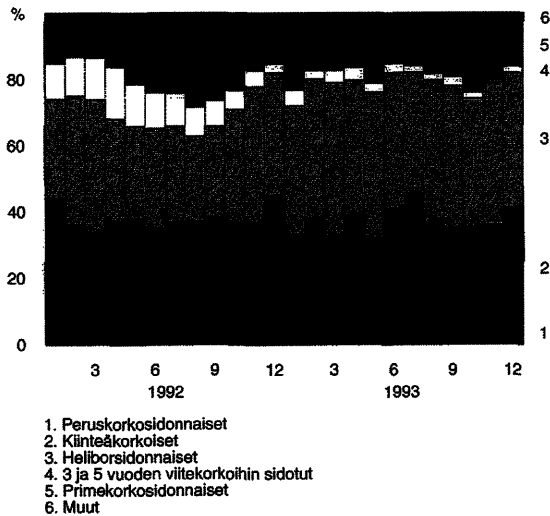 %
6
5
80
4
60
3
40
20
2
0
1
3 6 9 12 3 6 9 12
1992 1993
1. Peruskorkosidonnaiset
2. Kiinteäkorkoiset
3. Heliborsidonnaiset
4. 3 ja 5 vuoden viitekorkoihin sidotut
5. Primekorkosidonnaiset
6. Muut